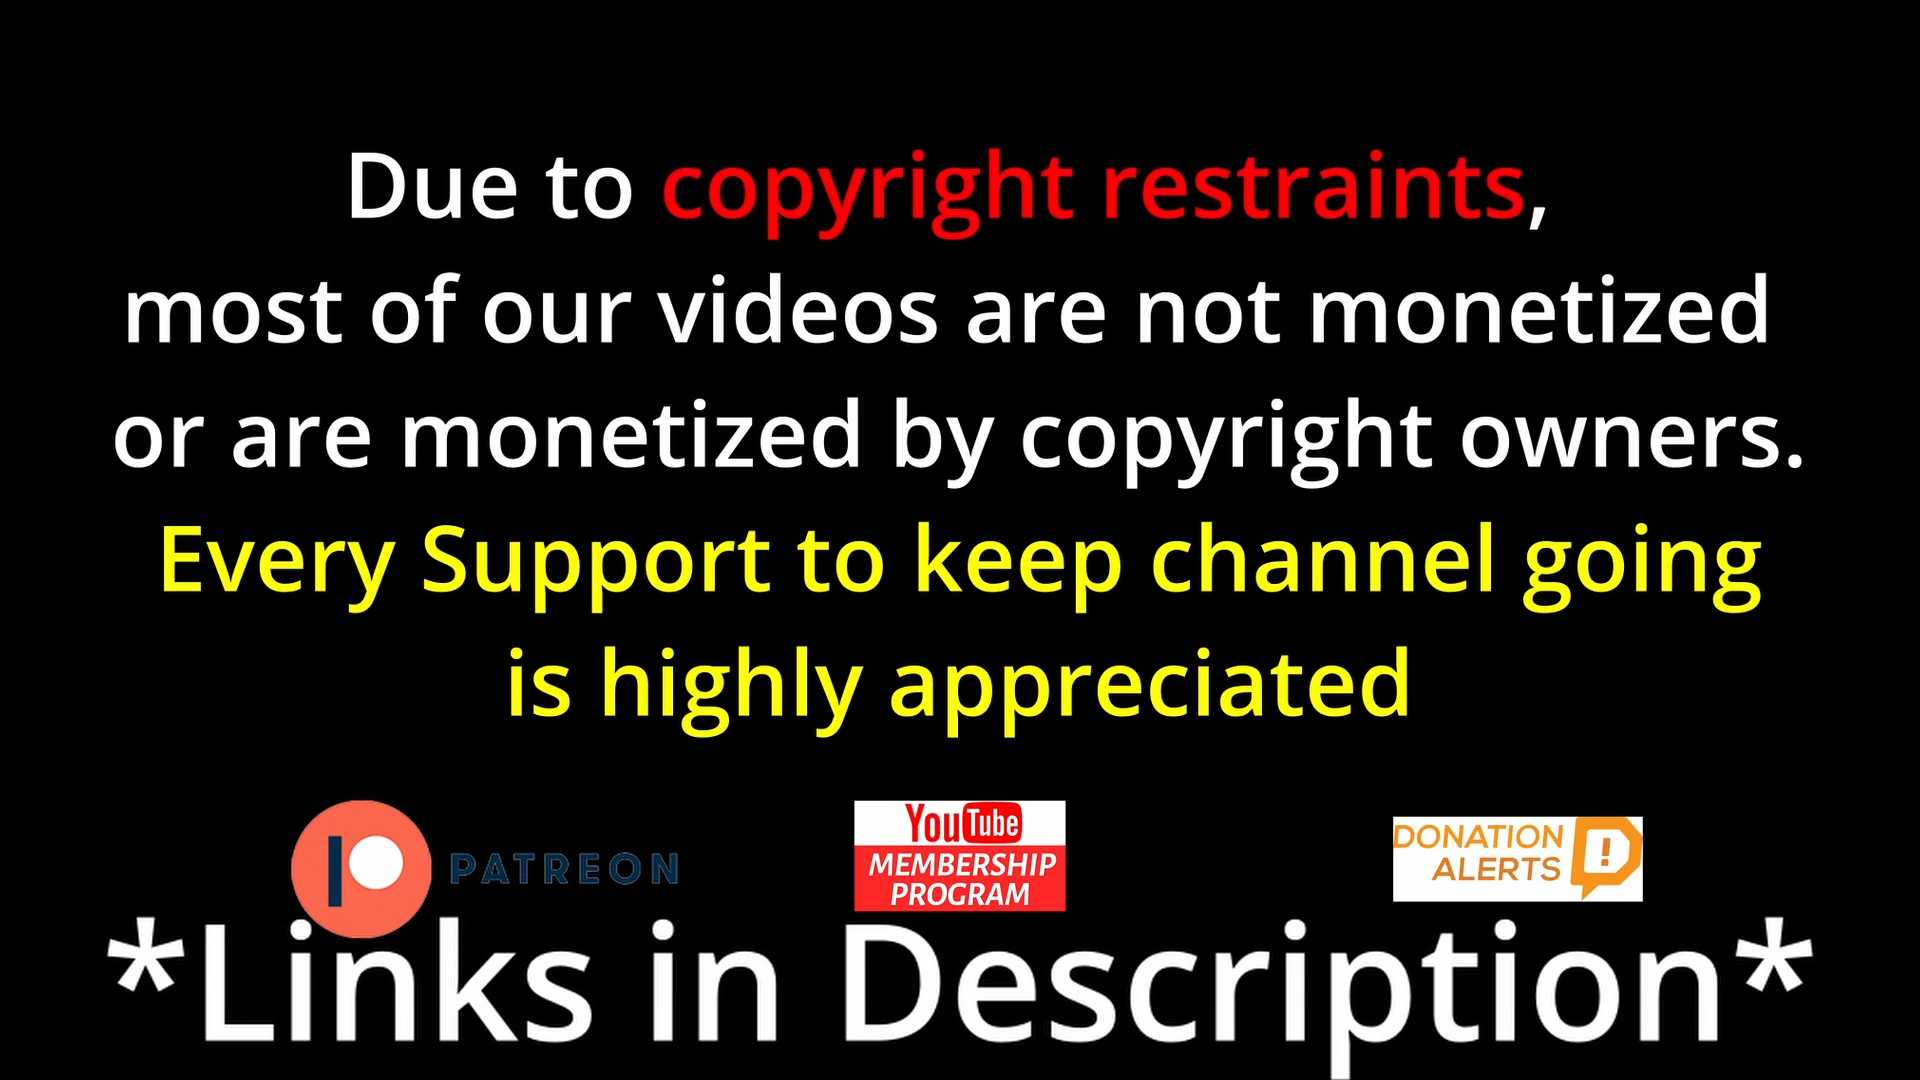 Due to copyright restraints,
most of our videos are not monetized
or are monetized by copyright owners.
Every Support to keep channel going
is highly appreciated
PATREON
YouTube
MEMBERSHIP
PROGRAM
DONATION
ALERTS
*Links in Description*